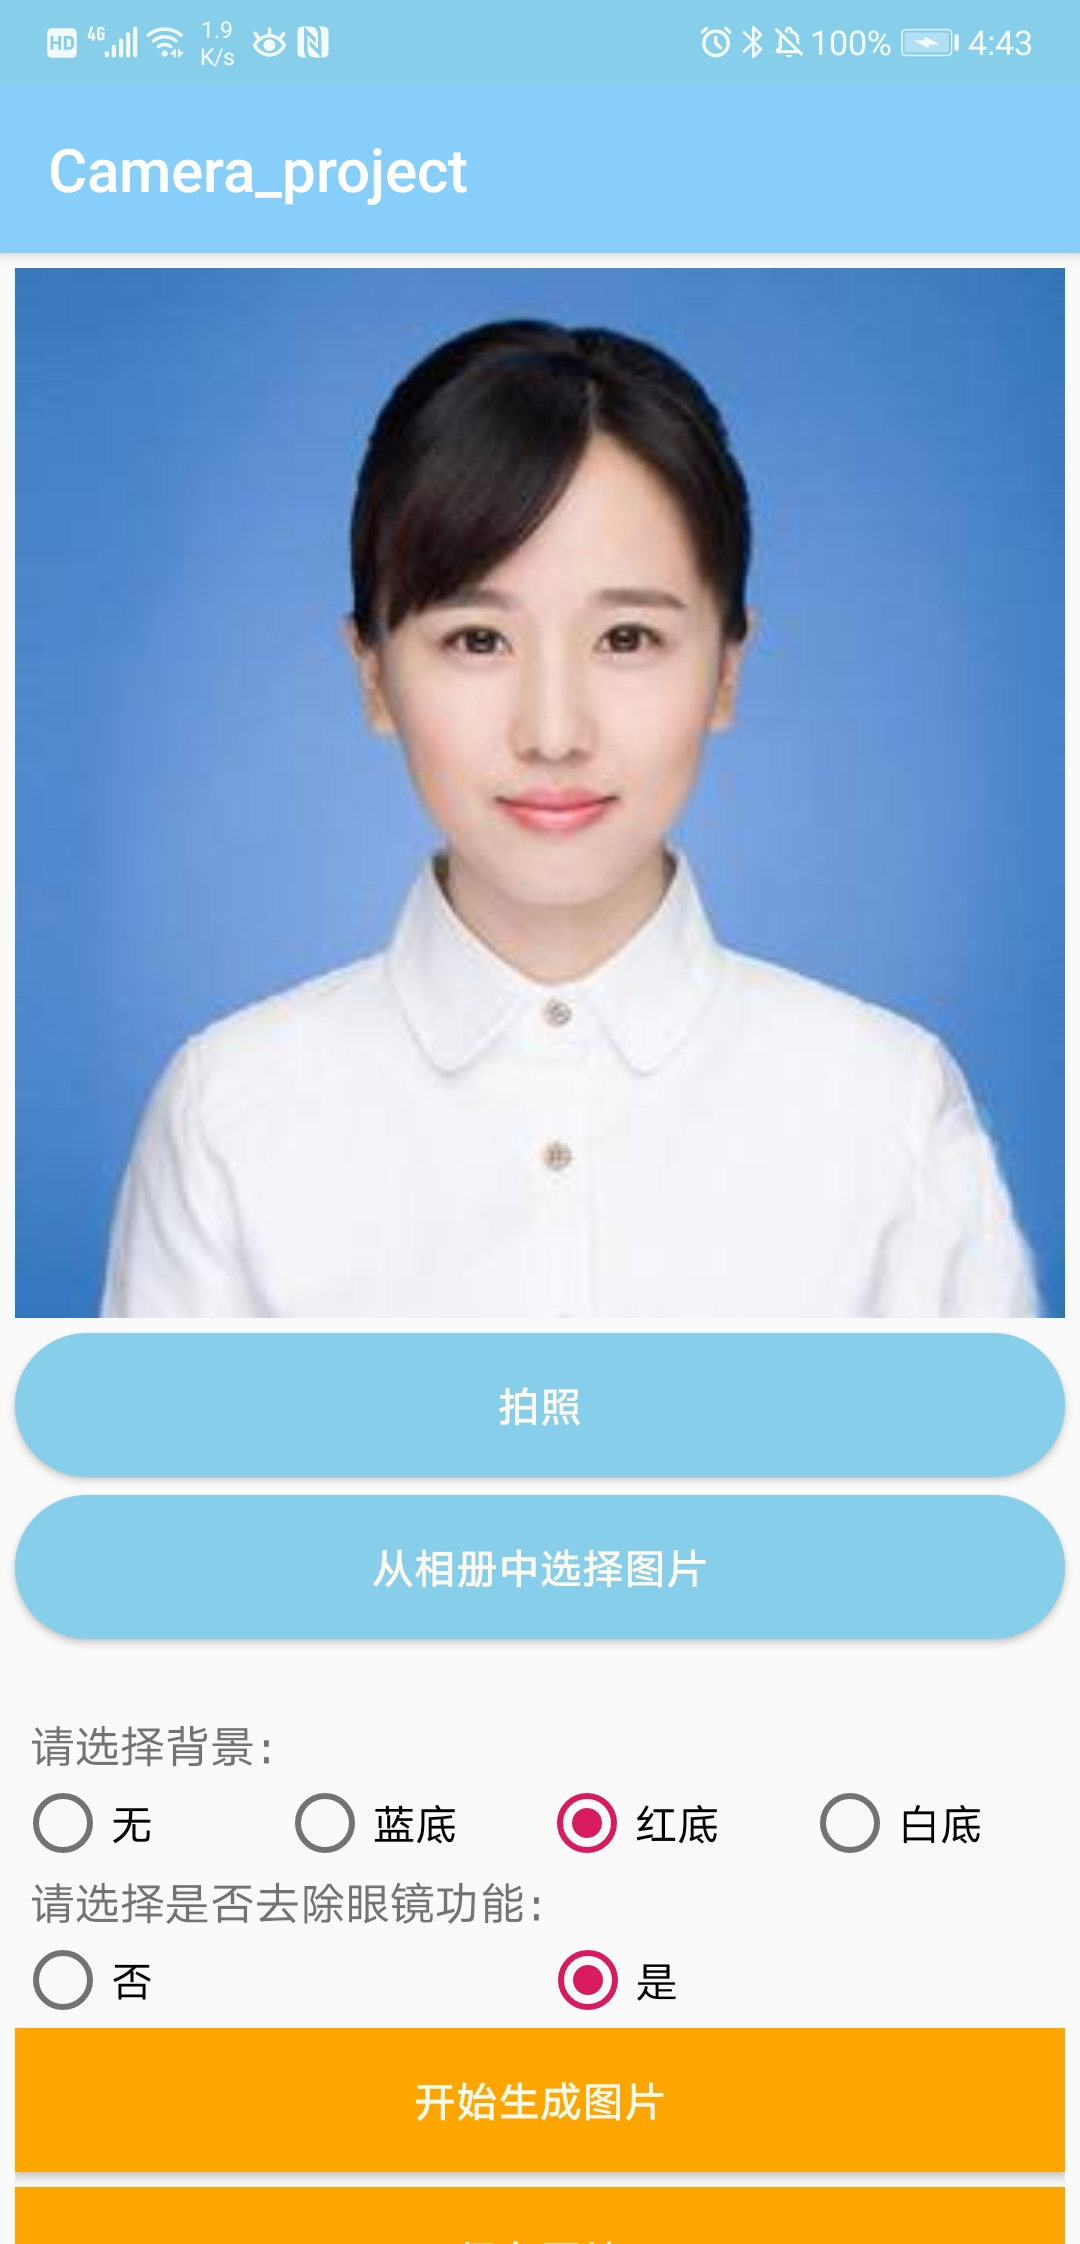 HD 4G 1.9 K/s 100% 4:43
Camera_project
拍照
从相册中选择图片
请选择背景:
无 蓝底 红底 白底
请选择是否去除眼镜功能:
否 是
开始生成图片